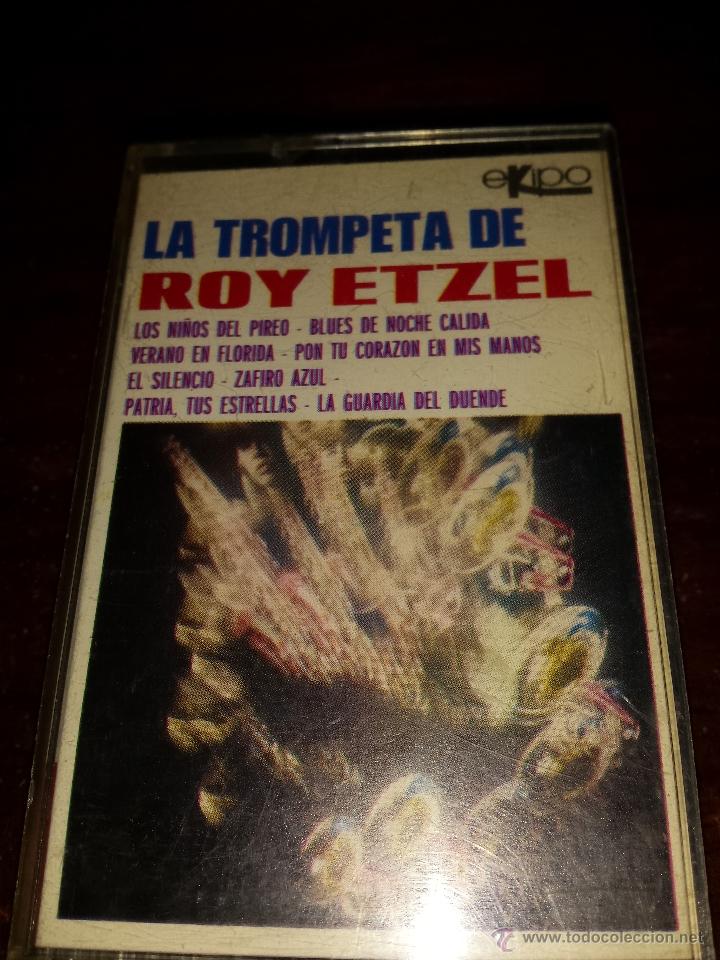 eKipo
LA TROMPETA DE
ROY ETZEL
LOS NIÑOS DEL PIREO - BLUES DE NOCHE CALIDA
VERANO EN FLORIDA - PON TU CORAZON EN MIS MANOS
EL SILENCIO - ZAFIRO AZUL -
PATRIA, TUS ESTRELLAS - LA GUARDIA DEL DUENDE
© www.todocoleccion.net